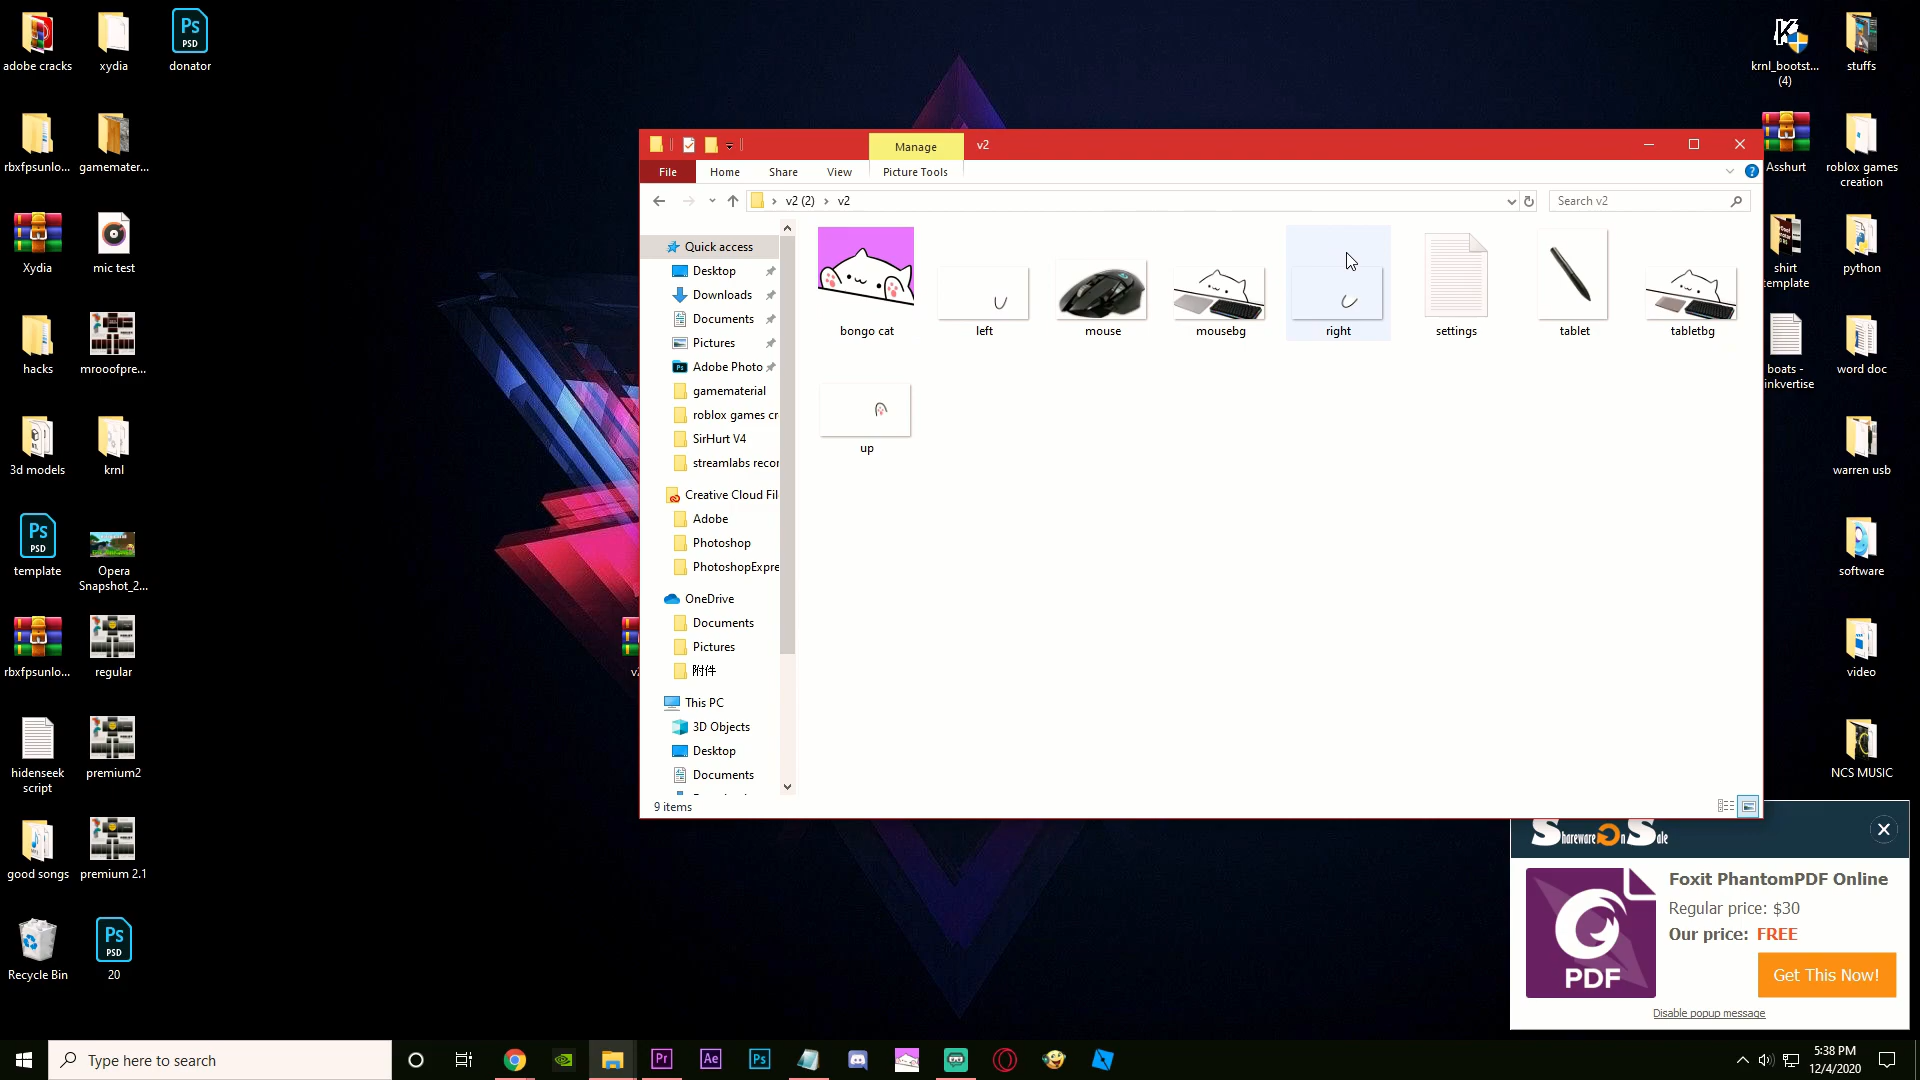 adobe cracks
xydia
donator
krnl_bootst...
(4)
stuffs
rbxfpsunlo...
gamemater...
Asshurt
roblox games
creation
Xydia
mic test
shirt
template
python
hacks
mrooofpre...
boats -
inkvertise
word doc
3d models
krnl
warren usb
template
Opera
Snapshot_2...
software
rbxfpsunlo...
regular
video
hidenseek
script
premium2
NCS MUSIC
good songs
premium 2.1
Recycle Bin
20
Manage
v2
File
Home
Share
View
Picture Tools
v2 (2)
v2
Search v2
Quick access
Desktop
Downloads
Documents
Pictures
Adobe Photo
gamematerial
roblox games cr
SirHurt V4
streamlabs recor
Creative Cloud Fil
Adobe
Photoshop
PhotoshopExpre
OneDrive
Documents
Pictures
附件
This PC
3D Objects
Desktop
Documents
bongo cat
left
mouse
mousebg
right
settings
tablet
tabletbg
up
9 items
Shareware On Sale
Foxit PhantomPDF Online
Regular price: $30
Our price: FREE
PDF
Get This Now!
Disable popup message
Type here to search
5:38 PM
12/4/2020